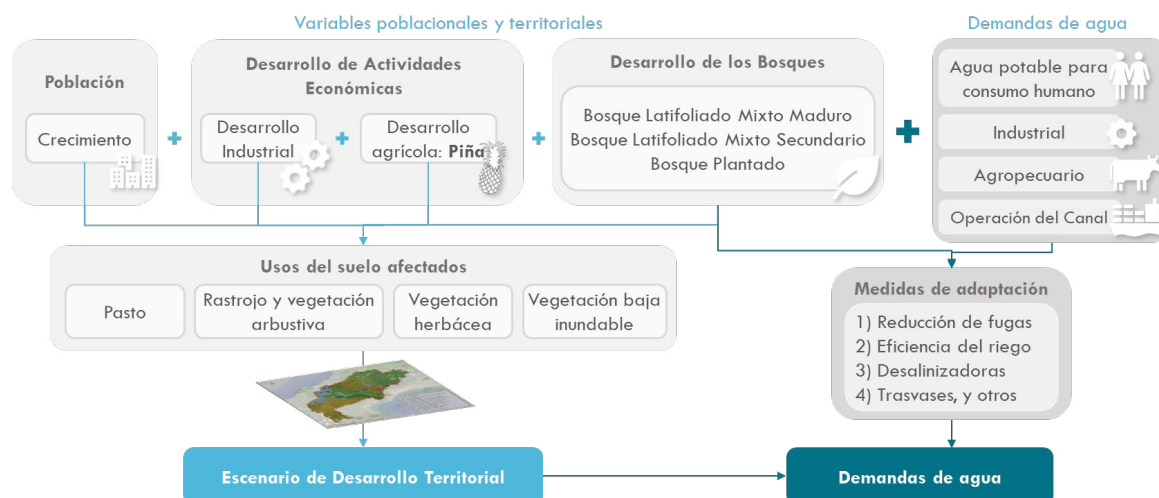 Variables poblacionales y territoriales
Demandas de agua
Población
Crecimiento
+
Desarrollo de Actividades
Económicas
Desarrollo
Industrial
+
Desarrollo
agrícola: Piña
+
Desarrollo de los Bosques
Bosque Latifoliado Mixto Maduro
Bosque Latifoliado Mixto Secundario
Bosque Plantado
+
Agua potable para
consumo humano
Industrial
Agropecuario
Operación del Canal
Usos del suelo afectados
Pasto
Rastrojo y vegetación
arbustiva
Vegetación
herbácea
Vegetación baja
inundable
Medidas de adaptación
1) Reducción de fugas
2) Eficiencia del riego
3) Desalinizadoras
4) Trasvases, y otros
Escenario de Desarrollo Territorial
Demandas de agua